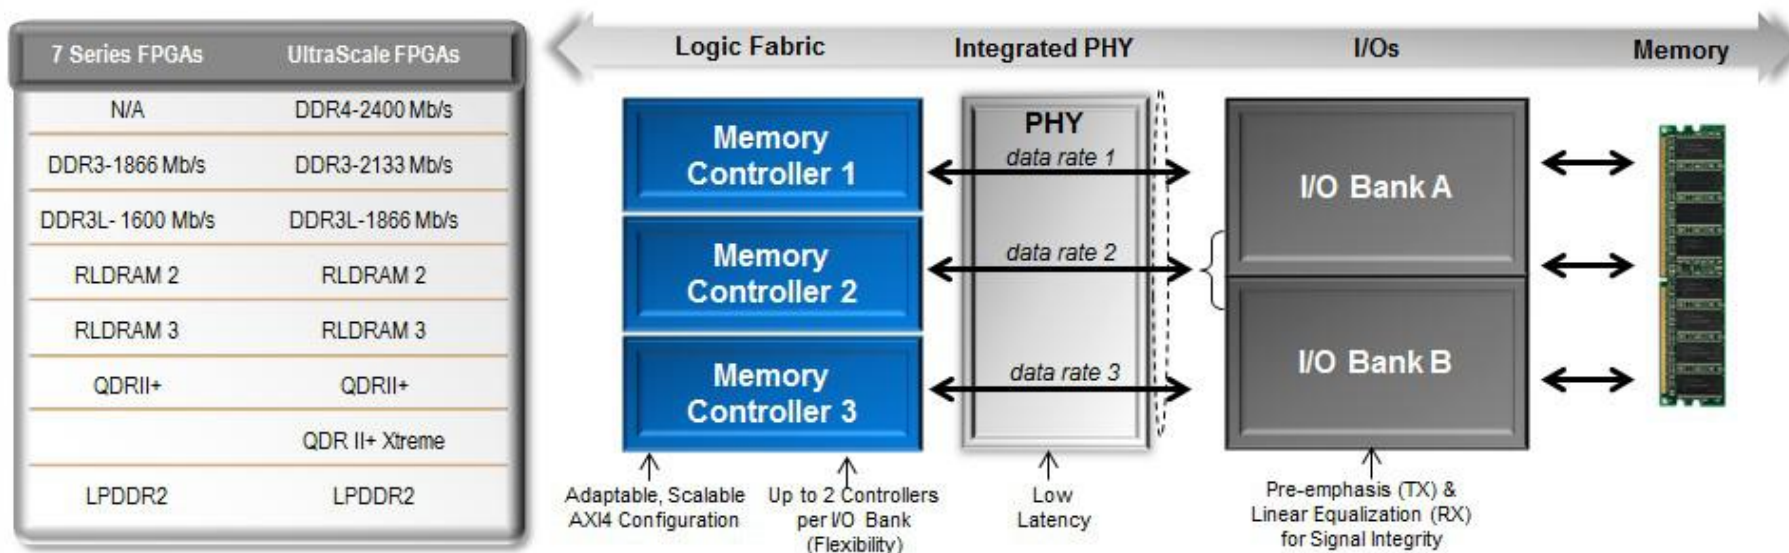 7 Series FPGAs UltraScale FPGAs
N/A DDR4-2400 Mb/s
DDR3-1866 Mb/s DDR3-2133 Mb/s
DDR3L- 1600 Mb/s DDR3L-1866 Mb/s
RLDRAM 2 RLDRAM 2
RLDRAM 3 RLDRAM 3
QDRII+ QDRII+
QDR II+ Xtreme
LPDDR2 LPDDR2
Logic Fabric Integrated PHY I/Os Memory
Memory
Controller 1
Memory
Controller 2
Memory
Controller 3
PHY
data rate 1
data rate 2
data rate 3
I/O Bank A
I/O Bank B
Adaptable, Scalable
AXI4 Configuration
Up to 2 Controllers
per I/O Bank
(Flexibility)
Low
Latency
Pre-emphasis (TX) &
Linear Equalization (RX)
for Signal Integrity